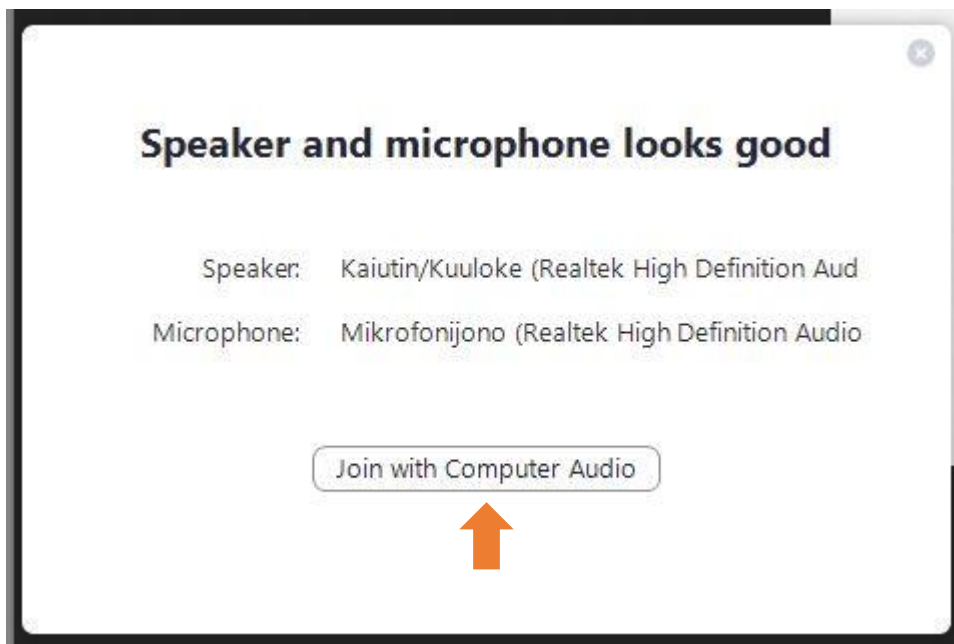 Speaker and microphone looks good
Speaker: Kaiutin/Kuuloke (Realtek High Definition Aud
Microphone: Mikrofonijono (Realtek High Definition Audio
Join with Computer Audio